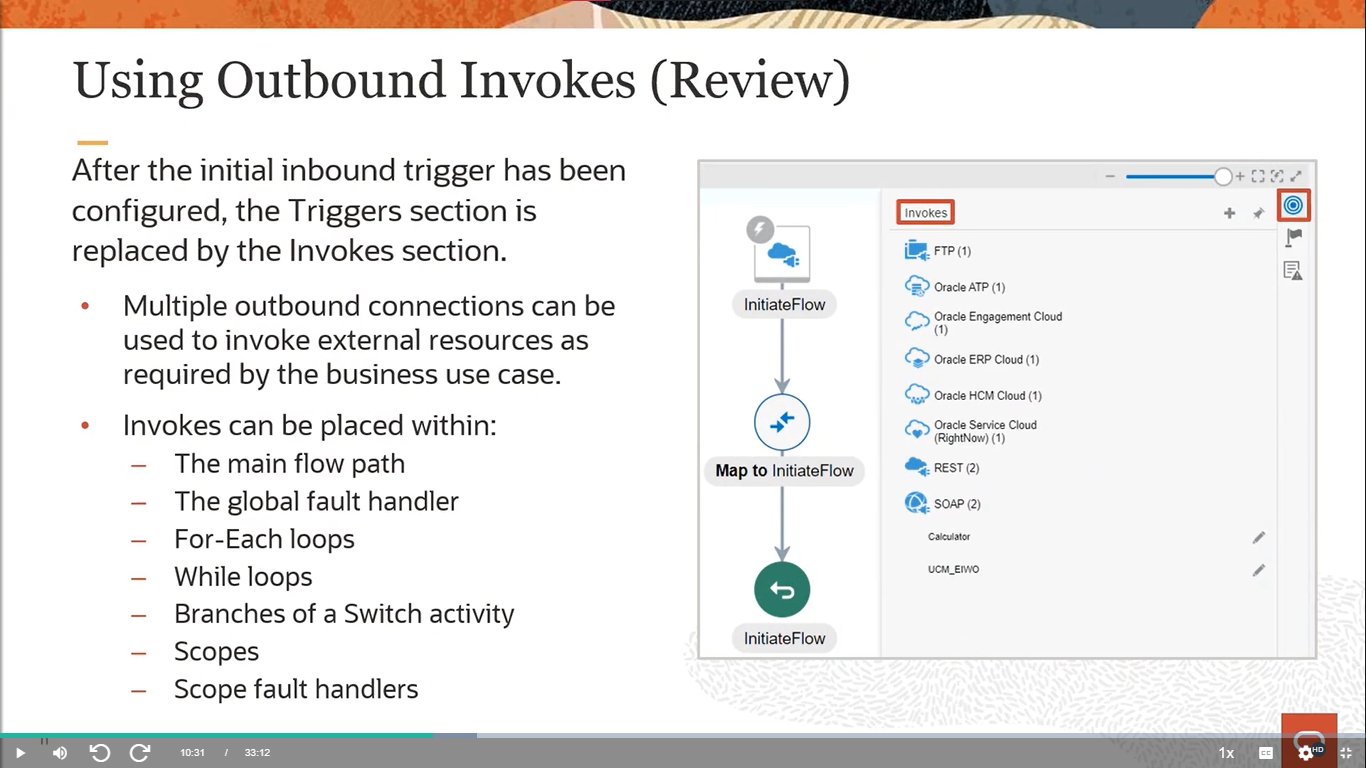 Using Outbound Invokes (Review)
After the initial inbound trigger has been
configured, the Triggers section is
replaced by the Invokes section.
• Multiple outbound connections can be
used to invoke external resources as
required by the business use case.
• Invokes can be placed within:
– The main flow path
– The global fault handler
– For-Each loops
– While loops
– Branches of a Switch activity
– Scopes
– Scope fault handlers
InitiateFlow
Map to InitiateFlow
InitiateFlow
Invokes
FTP (1)
Oracle ATP (1)
Oracle Engagement Cloud
(1)
Oracle ERP Cloud (1)
Oracle HCM Cloud (1)
Oracle Service Cloud
(RightNow) (1)
REST (2)
SOAP (2)
Calculator
UCM_EIWO
10:31 / 33:12
1x
CC
HD